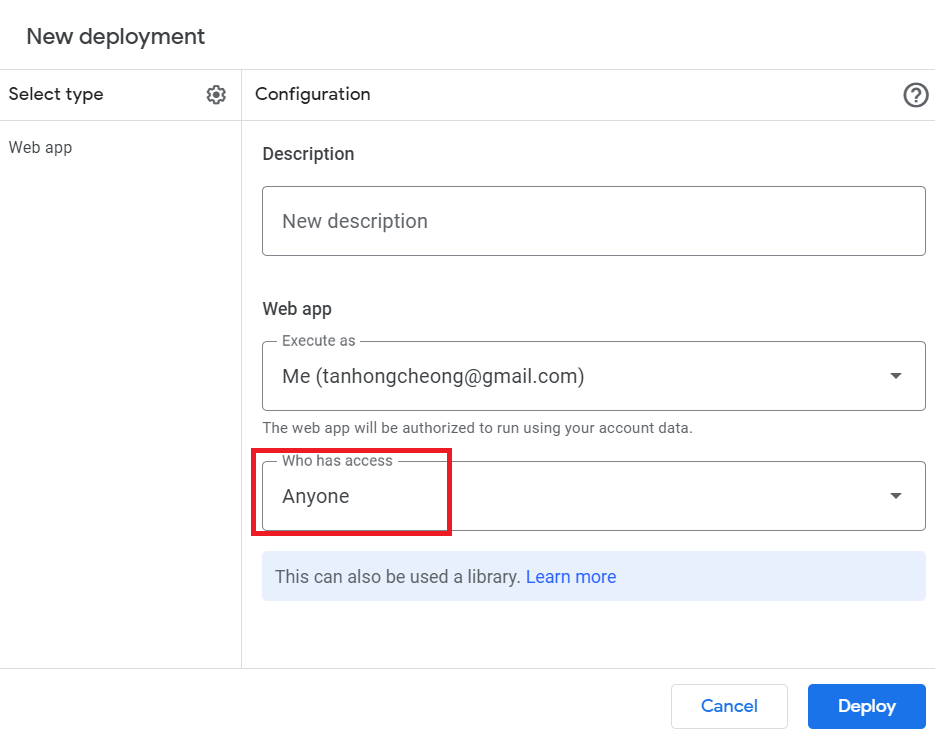 New deployment
Select type
Configuration
Web app
Description
New description
Web app
Execute as
Me (tanhongcheong@gmail.com)
The web app will be authorized to run using your account data.
Who has access
Anyone
This can also be used a library. Learn more
Cancel
Deploy